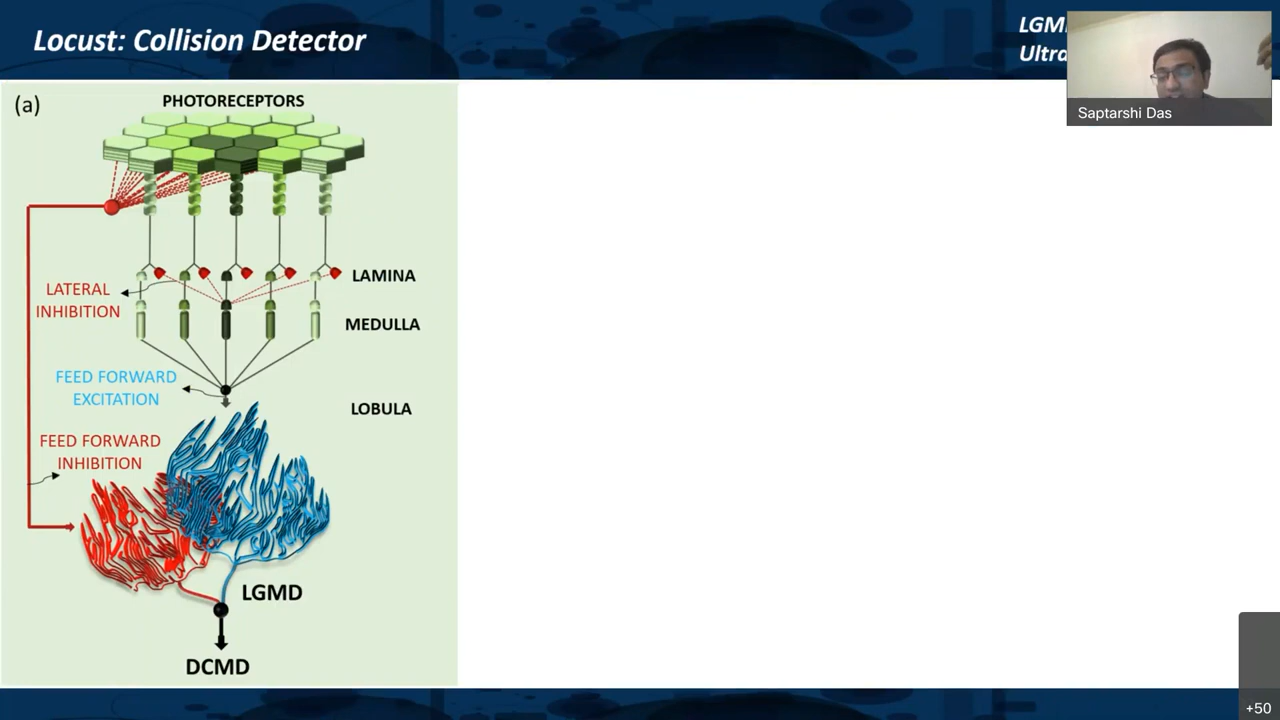 Locust: Collision Detector
LGM
Ultra
Saptarshi Das
(a)
PHOTORECEPTORS
LAMINA
LATERAL
INHIBITION
MEDULLA
FEED FORWARD
EXCITATION
LOBULA
FEED FORWARD
INHIBITION
LGMD
DCMD
+50